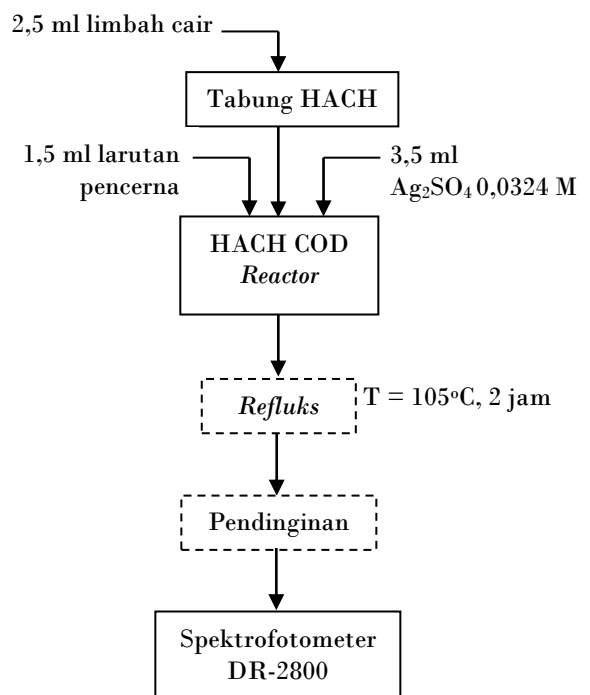 2,5 ml limbah cair
Tabung HACH
1,5 ml larutan
pencerna
3,5 ml
Ag₂SO₄ 0,0324 M
HACH COD
Reactor
Refluks
T = 105ºC, 2 jam
Pendinginan
Spektrofotometer
DR-2800